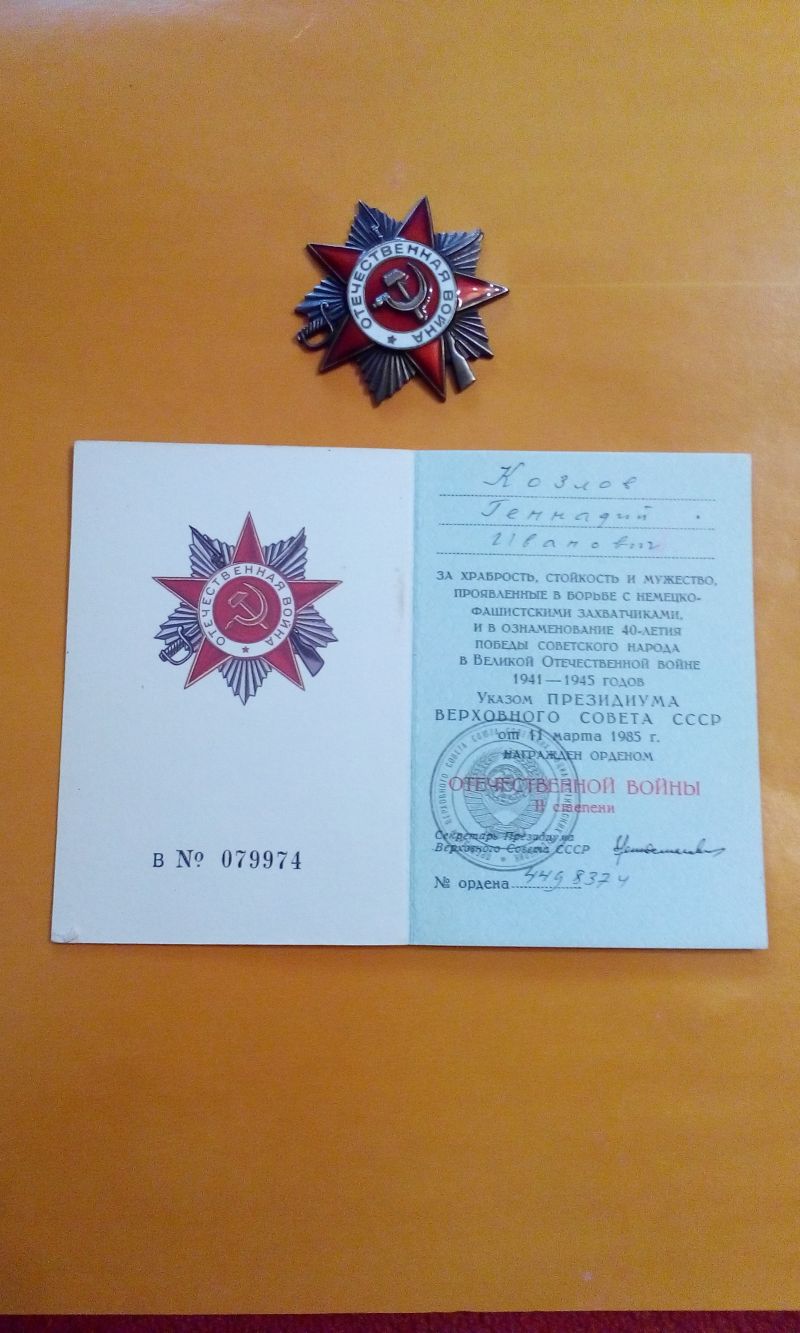 ОТЕЧЕСТВЕННАЯ ВОЙНА
ОТЕЧЕСТВЕННАЯ ВОЙНА
В № 079974
Козлов
Геннадий
Иванович
ЗА ХРАБРОСТЬ, СТОЙКОСТЬ И МУЖЕСТВО,
ПРОЯВЛЕННЫЕ В БОРЬБЕ С НЕМЕЦКО-
ФАШИСТСКИМИ ЗАХВАТЧИКАМИ,
И В ОЗНАМЕНОВАНИЕ 40-ЛЕТИЯ
ПОБЕДЫ СОВЕТСКОГО НАРОДА
В ВЕЛИКОЙ ОТЕЧЕСТВЕННОЙ ВОЙНЕ
1941—1945 ГОДОВ
УКАЗОМ ПРЕЗИДИУМА
ВЕРХОВНОГО СОВЕТА СССР
от 11 марта 1985 г.
НАГРАЖДЕН ОРДЕНОМ
ОТЕЧЕСТВЕННОЙ ВОЙНЫ
II степени
Секретарь Президиума
Верховного Совета СССР
№ ордена 4498374